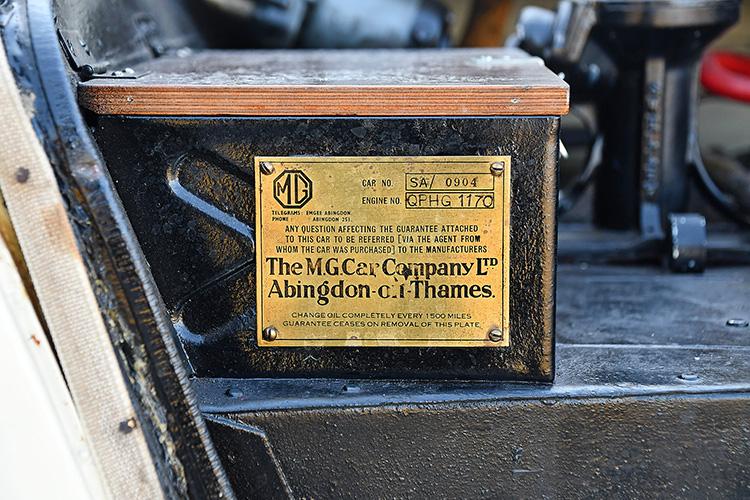 MG
CAR NO. SA/ 0904
ENGINE NO. QPHG 1170
TELEGRAMS: EMGEE ABINGDON
PHONE: ABINGDON 251.
ANY QUESTION AFFECTING THE GUARANTEE ATTACHED
TO THIS CAR TO BE REFERRED [VIA THE AGENT FROM
WHOM THE CAR WAS PURCHASED] TO THE MANUFACTURERS
The M.G. Car Company LTD
Abingdon-on-Thames.
CHANGE OIL COMPLETELY EVERY 1500 MILES
GUARANTEE CEASES ON REMOVAL OF THIS PLATE.